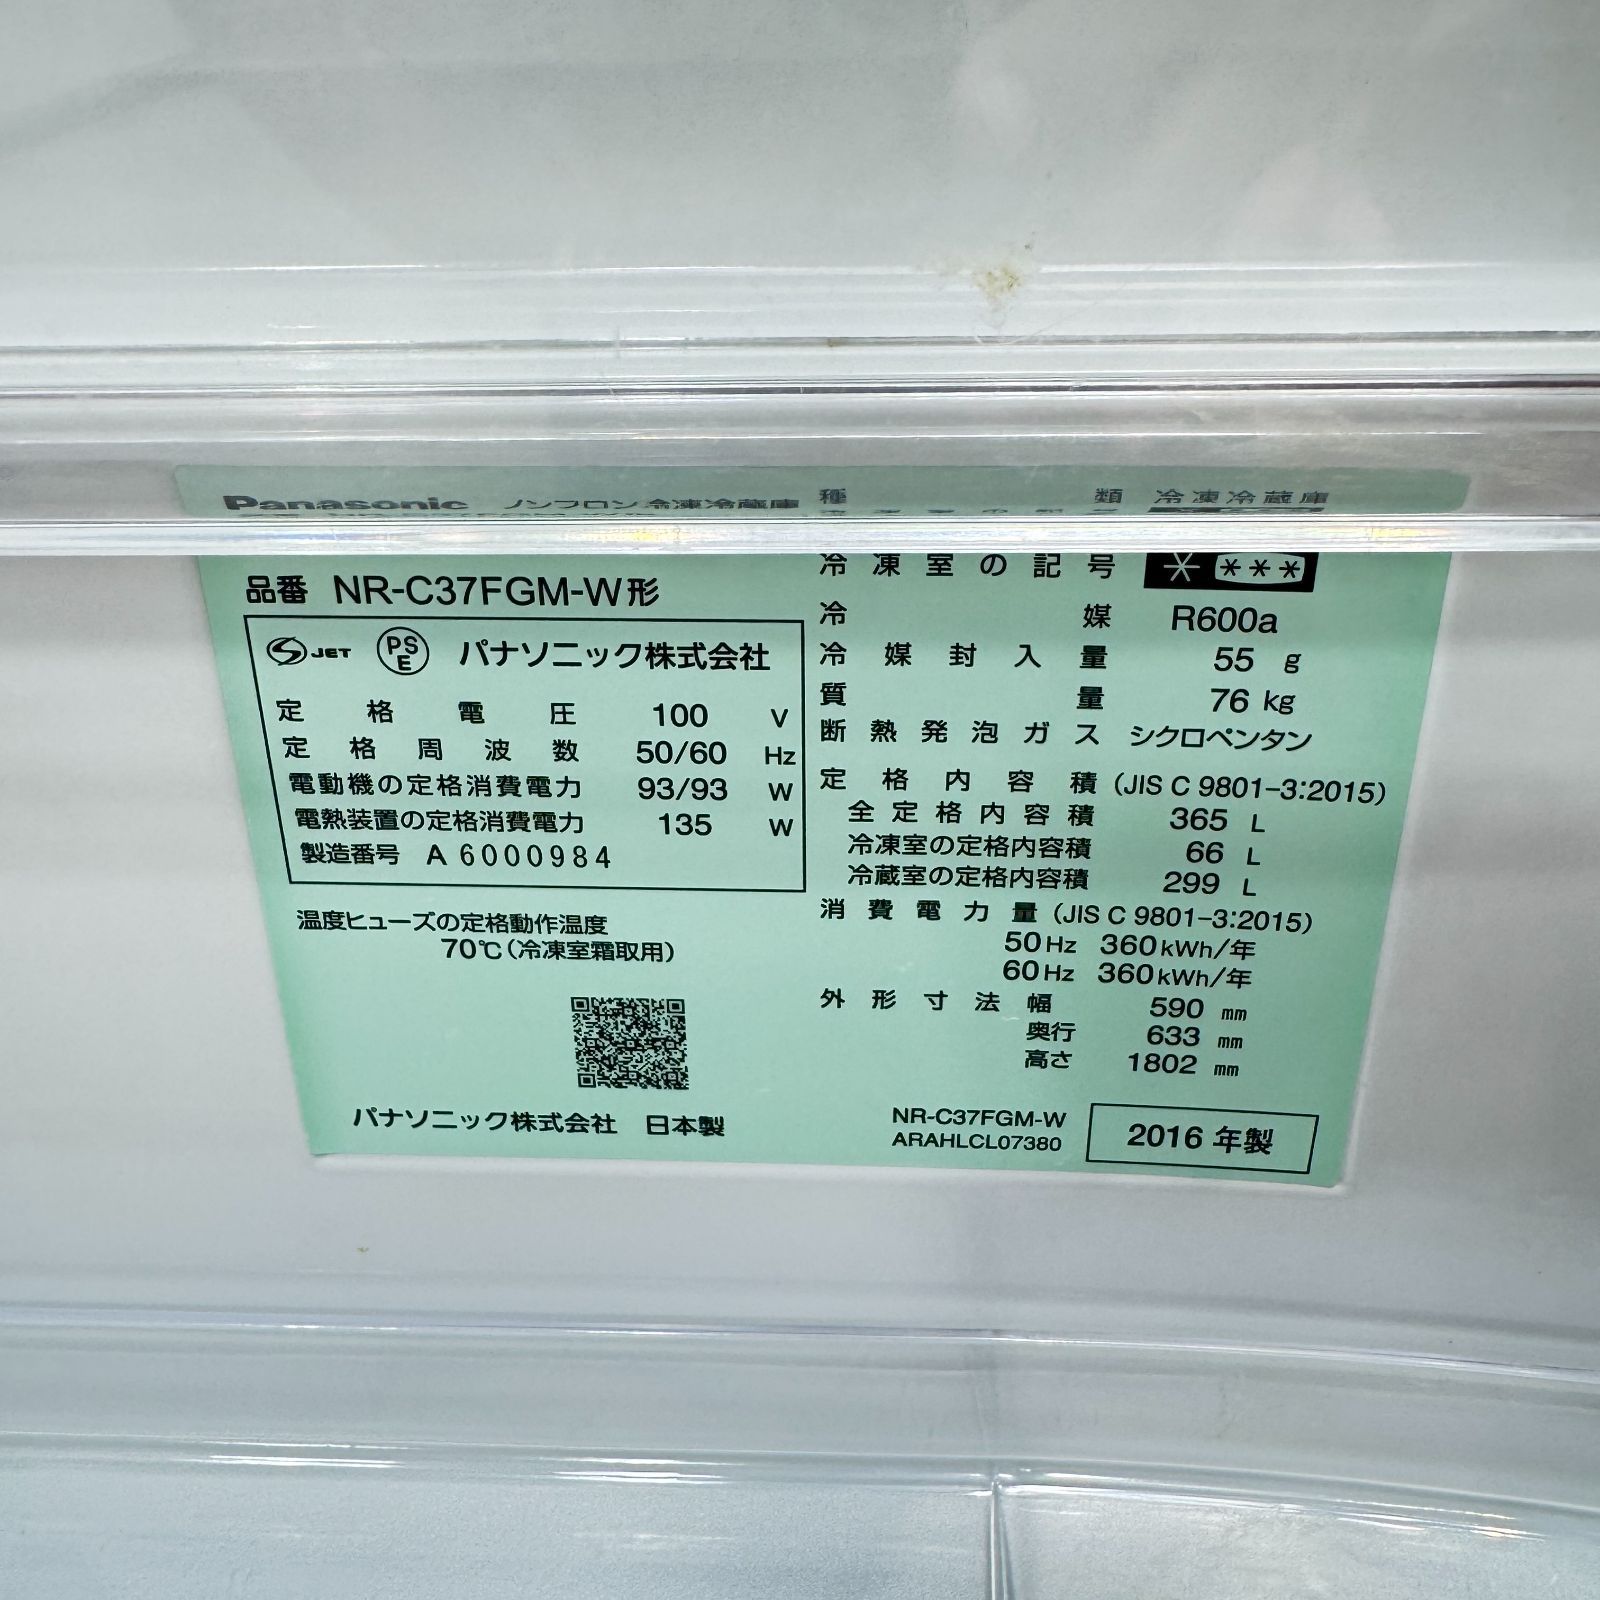 Panasonic ノンフロン冷凍冷蔵庫
品番 NR-C37FGM-W形
JET PSE パナソニック株式会社
定格電圧 100 V
定格周波数 50/60 Hz
電動機の定格消費電力 93/93 W
電熱装置の定格消費電力 135 W
製造番号 A 6000984
温度ヒューズの定格動作温度
70℃(冷凍室霜取用)
パナソニック株式会社 日本製
種類 冷凍冷蔵庫
冷凍室の記号 * ***
冷媒 R600a
冷媒封入量 55 g
質量 76 kg
断熱発泡ガス シクロペンタン
定格内容積 (JIS C 9801-3:2015)
全定格内容積 365 L
冷凍室の定格内容積 66 L
冷蔵室の定格内容積 299 L
消費電力量 (JIS C 9801-3:2015)
50Hz 360kWh/年
60Hz 360kWh/年
外形寸法 幅 590 mm
奥行 633 mm
高さ 1802 mm
NR-C37FGM-W
ARAHLCL07380
2016 年製